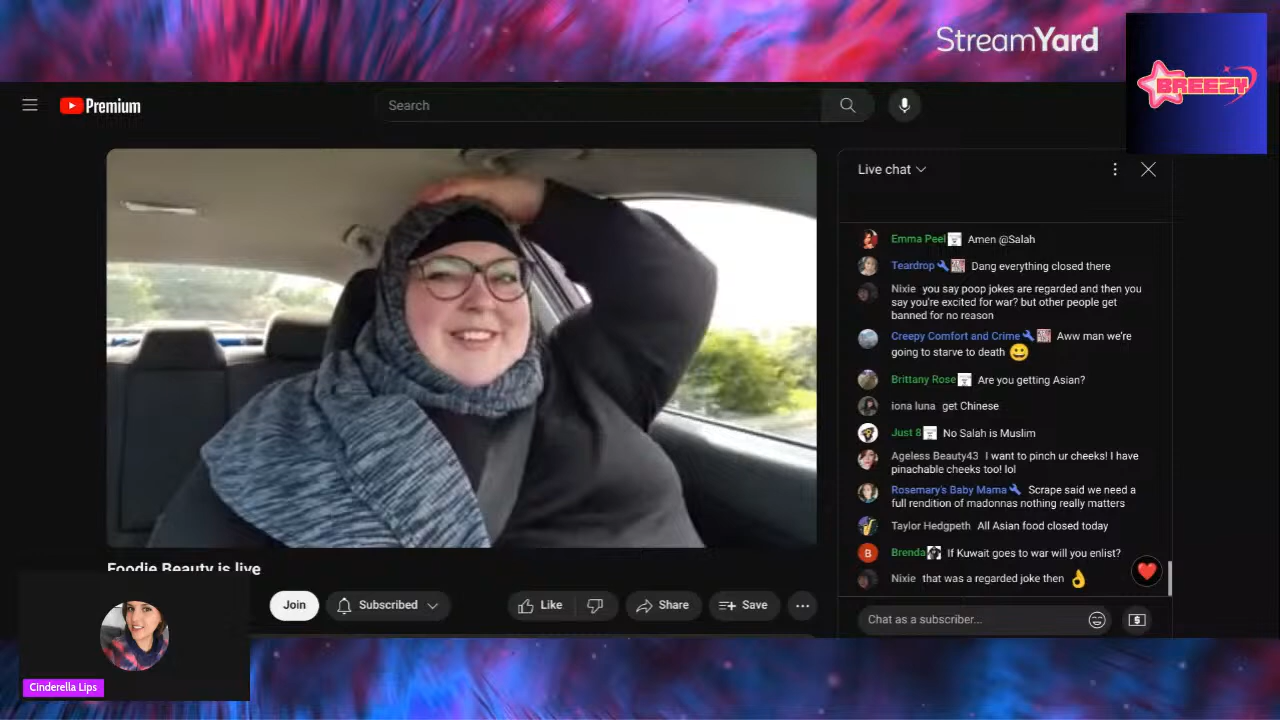 StreamYard
BREEZY
Premium
Search
Live chat
Emma Peel Amen @Salah
Teardrop Dang everything closed there
Nixie you say poop jokes are regarded and then you
say you're excited for war? but other people get
banned for no reason
Creepy Comfort and Crime Aww man we're
going to starve to death
Brittany Rose Are you getting Asian?
iona luna get Chinese
Just 8 No Salah is Muslim
Ageless Beauty43 I want to pinch ur cheeks! I have
pinachable cheeks too! lol
Rosemary's Baby Mama Scrape said we need a
full rendition of madonnas nothing really matters
Taylor Hedgpeth All Asian food closed today
B Brenda If Kuwait goes to war will you enlist?
Nixie that was a regarded joke then
Foodie Beauty is live
Join
Subscribed
Like
Share
Save
Chat as a subscriber...
Cinderella Lips